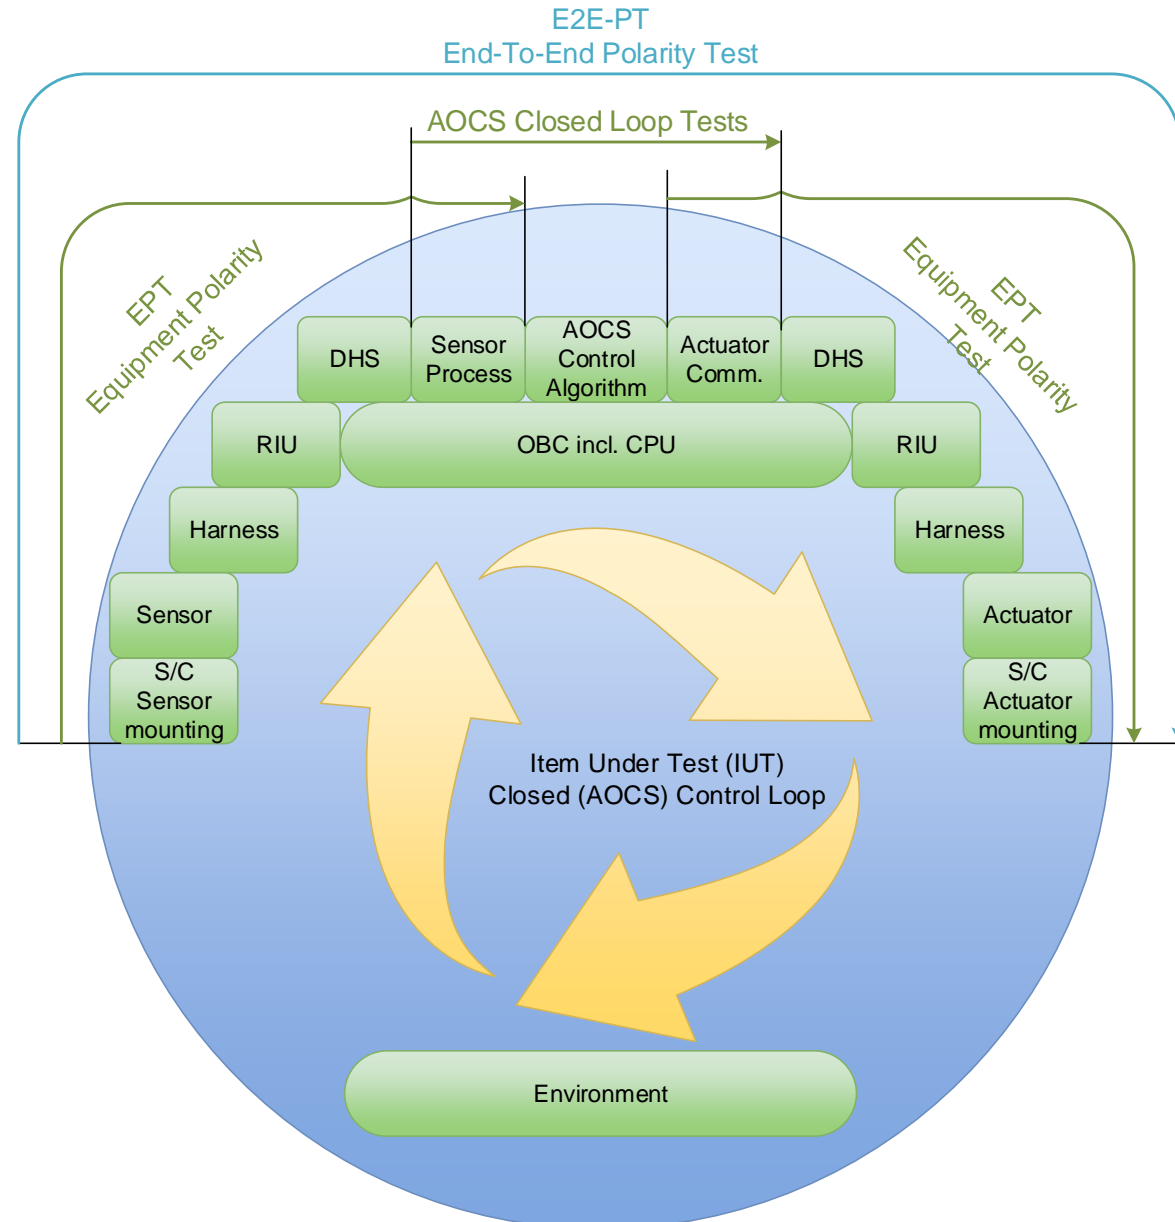 E2E-PT
End-To-End Polarity Test
AOCS Closed Loop Tests
EPT
Equipment Polarity
Test
EPT
Equipment Polarity
Test
DHS
Sensor
Process
AOCS
Control
Algorithm
Actuator
Comm.
DHS
RIU
OBC incl. CPU
RIU
Harness
Harness
Sensor
Actuator
S/C
Sensor
mounting
S/C
Actuator
mounting
Item Under Test (IUT)
Closed (AOCS) Control Loop
Environment